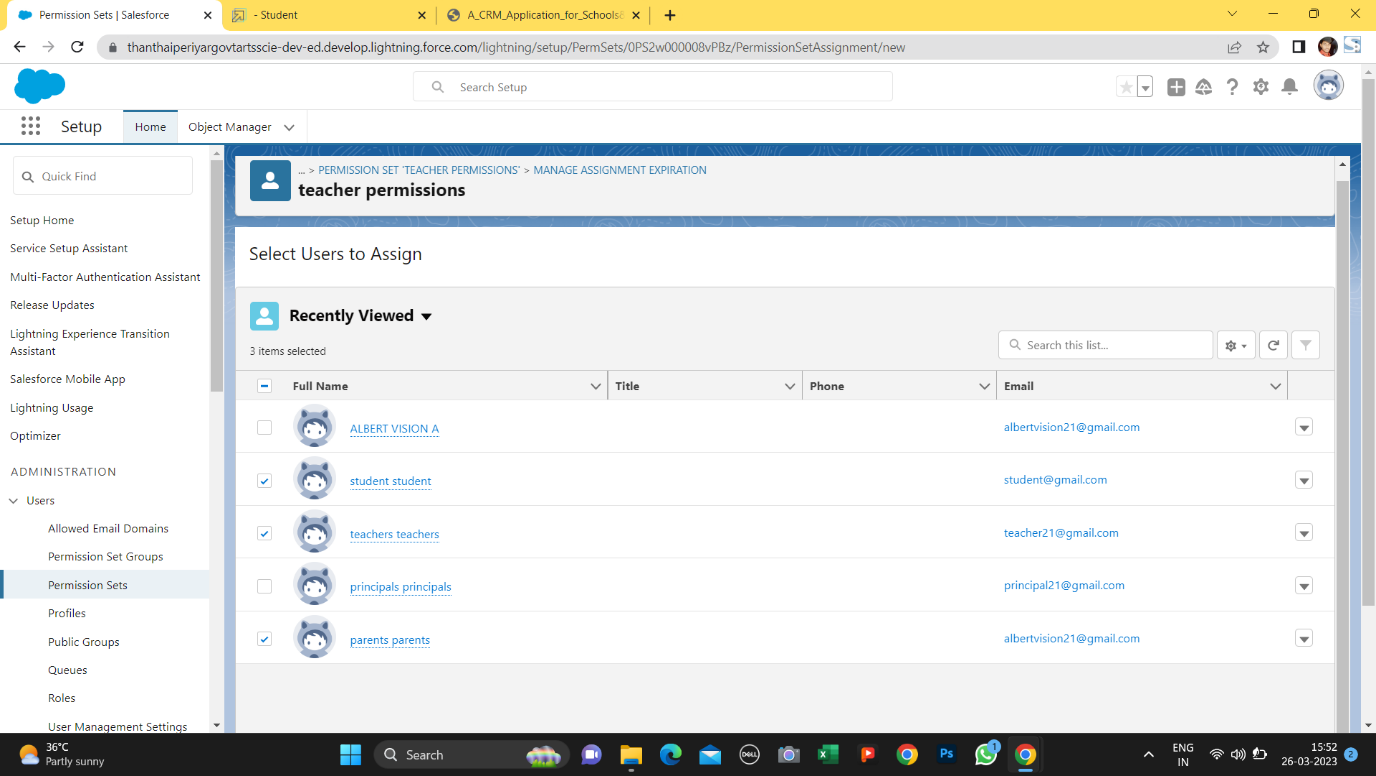 Permission Sets | Salesforce
- Student
A_CRM_Application_for_Schools&
thanthaiperiyargovtartsscie-dev-ed.develop.lightning.force.com/lightning/setup/PermSets/0PS2w000008vPBz/PermissionSetAssignment/new
Search Setup
Setup
Home
Object Manager
Quick Find
Setup Home
Service Setup Assistant
Multi-Factor Authentication Assistant
Release Updates
Lightning Experience Transition
Assistant
Salesforce Mobile App
Lightning Usage
Optimizer
ADMINISTRATION
Users
Allowed Email Domains
Permission Set Groups
Permission Sets
Profiles
Public Groups
Queues
Roles
User Management Settings
... > PERMISSION SET 'TEACHER PERMISSIONS' > MANAGE ASSIGNMENT EXPIRATION
teacher permissions
Select Users to Assign
Recently Viewed
3 items selected
Search this list...
Full Name Title Phone Email
ALBERT VISION A albertvision21@gmail.com
student student student@gmail.com
teachers teachers teacher21@gmail.com
principals principals principal21@gmail.com
parents parents albertvision21@gmail.com
36°C
Partly sunny
Search
DELL
Ps
1
ENG
IN
15:52
26-03-2023
2